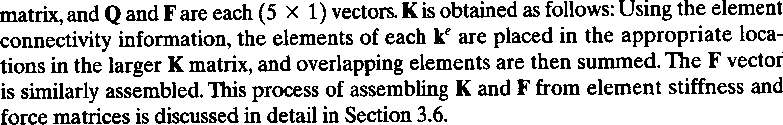 matrix, and Q and F are each (5 × 1) vectors. K is obtained as follows: Using the element
connectivity information, the elements of each kᵉ are placed in the appropriate loca-
tions in the larger K matrix, and overlapping elements are then summed. The F vector
is similarly assembled. This process of assembling K and F from element stiffness and
force matrices is discussed in detail in Section 3.6.